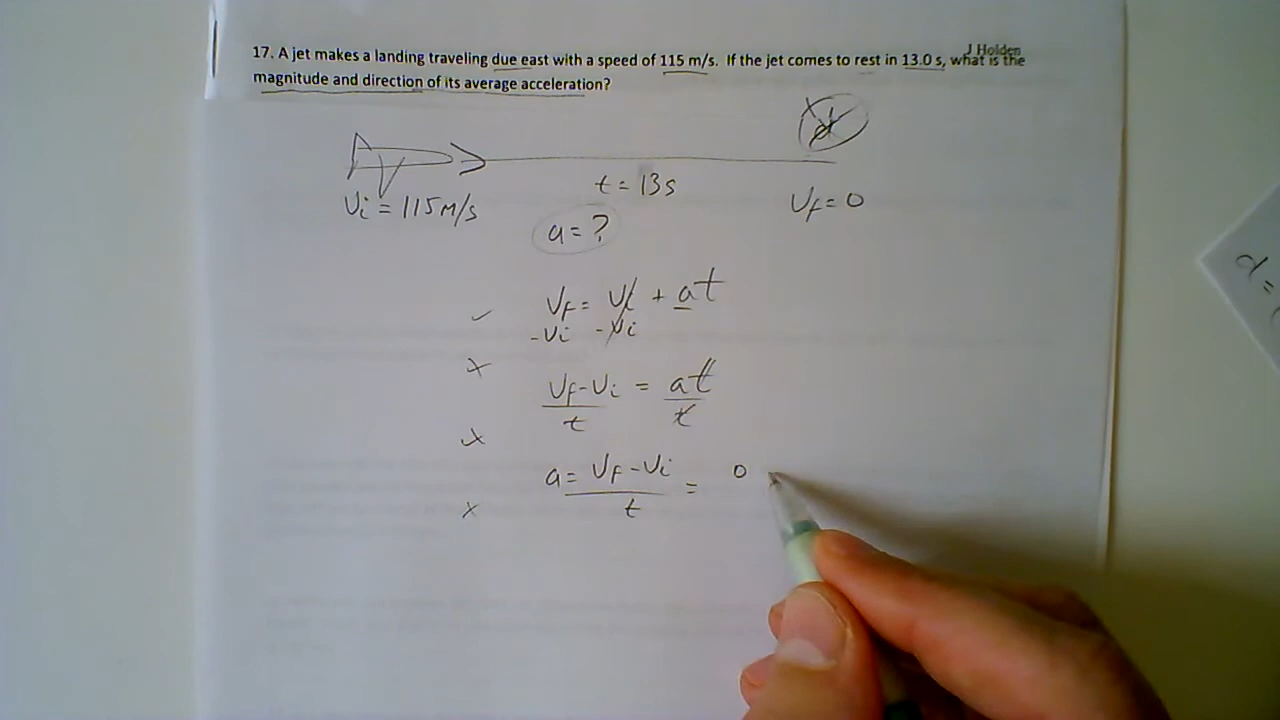 J Holden
17. A jet makes a landing traveling due east with a speed of 115 m/s. If the jet comes to rest in 13.0 s, what is the
magnitude and direction of its average acceleration?
t = 13s
Vi = 115m/s
Vf = 0
a = ?
Vf = Vi + at
-Vi -Vi
Vf-Vi = at
t t
a = Vf-Vi = 0
t
d =